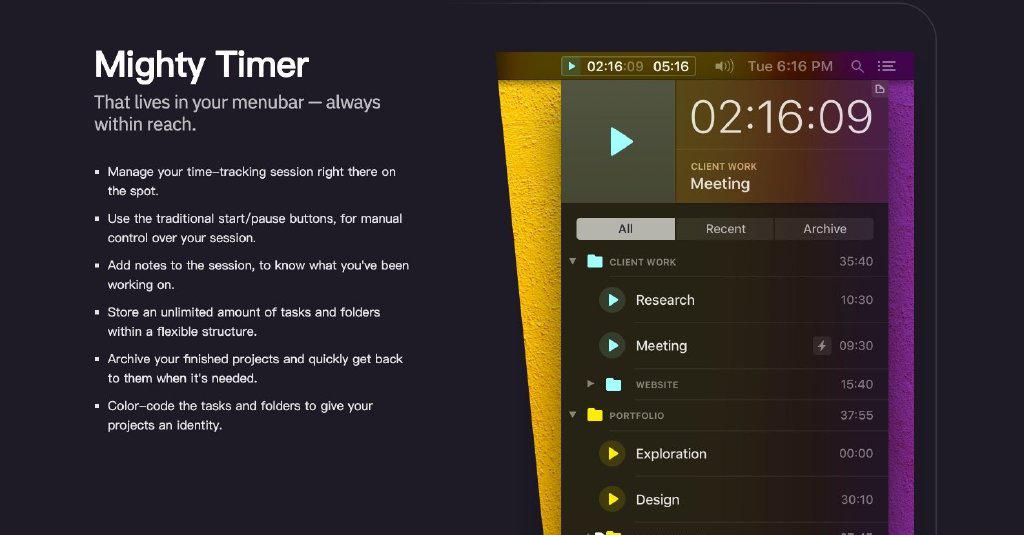 Mighty Timer
That lives in your menubar — always
within reach.
▪ Manage your time-tracking session right there on
the spot.
▪ Use the traditional start/pause buttons, for manual
control over your session.
▪ Add notes to the session, to know what you've been
working on.
▪ Store an unlimited amount of tasks and folders
within a flexible structure.
▪ Archive your finished projects and quickly get back
to them when it's needed.
▪ Color-code the tasks and folders to give your
projects an identity.
02:16:09 05:16 Tue 6:16 PM
02:16:09
CLIENT WORK
Meeting
All Recent Archive
CLIENT WORK 35:40
Research 10:30
Meeting 09:30
WEBSITE 15:40
PORTFOLIO 37:55
Exploration 00:00
Design 30:10